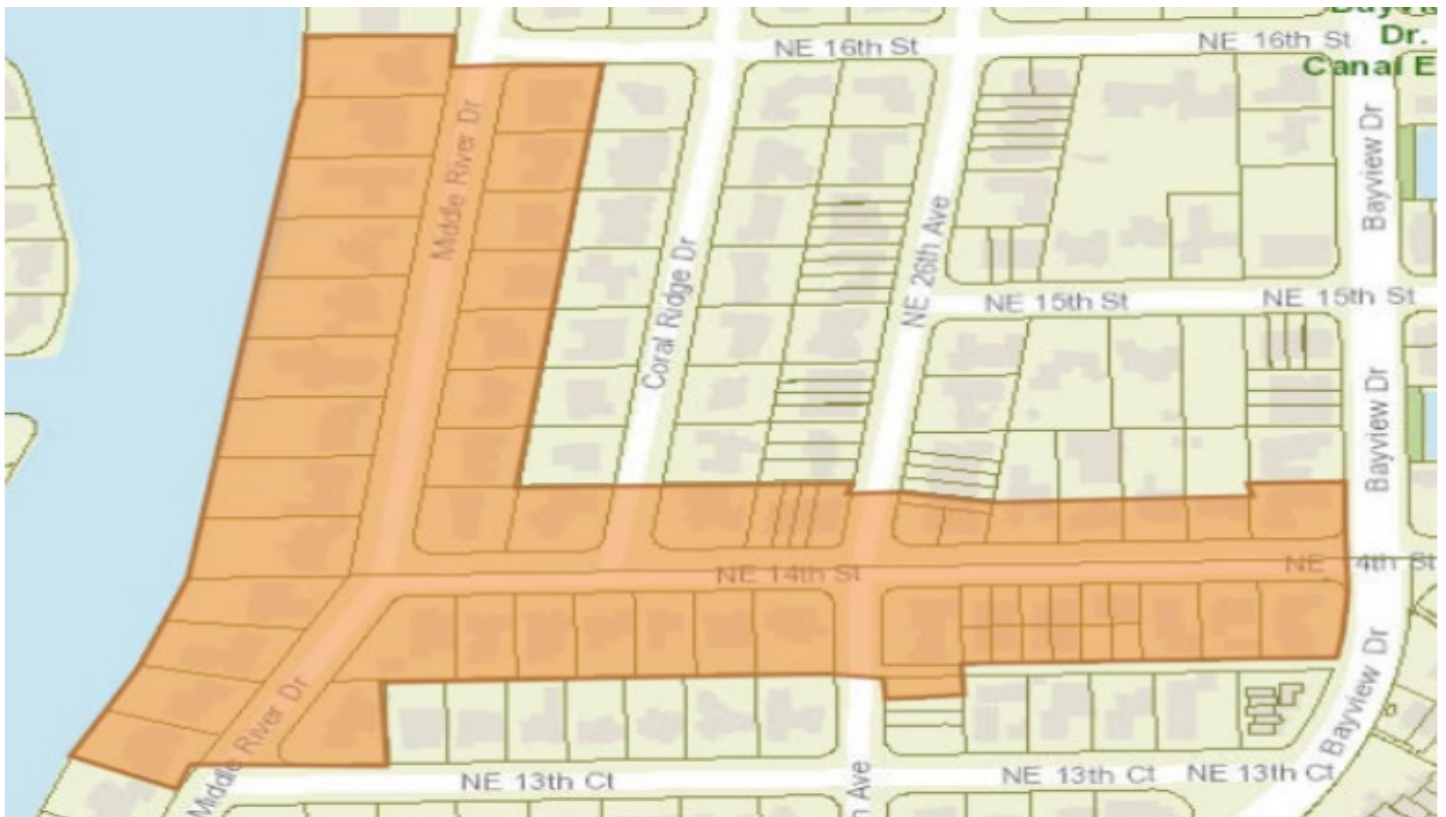 NE 16th St
NE 16th St
Dr.
Canal E
Middle River Dr
Bayview Dr
Coral Ridge Dr
NE 26th Ave
NE 15th St
NE 15th St
Bayview Dr
NE 14th St
NE 4th St
Middle River Dr
Bayview Dr
NE 13th Ct
NE 13th Ct
NE 13th Ct
Ave